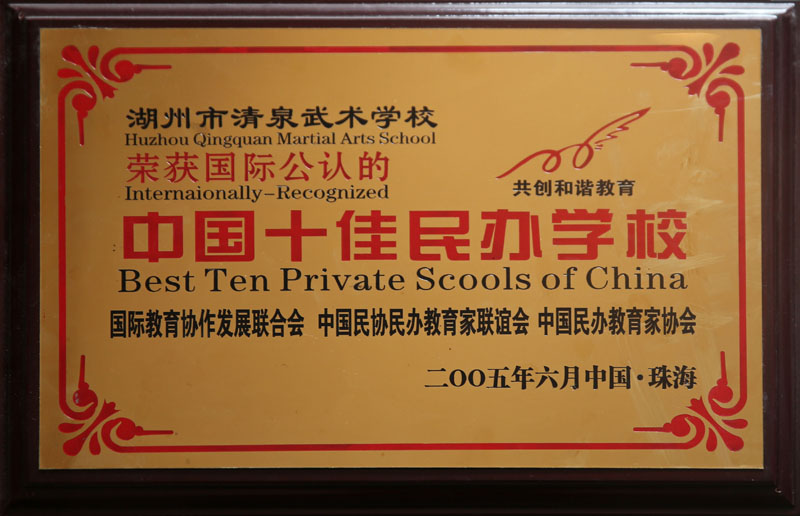 湖州市清泉武术学校
Huzhou Qingquan Martial Arts School
荣获国际公认的
Internaionally-Recognized
共创和谐教育
中国十佳民办学校
Best Ten Private Scools of China
国际教育协作发展联合会 中国民协民办教育家联谊会 中国民办教育家协会
二OO五年六月中国·珠海